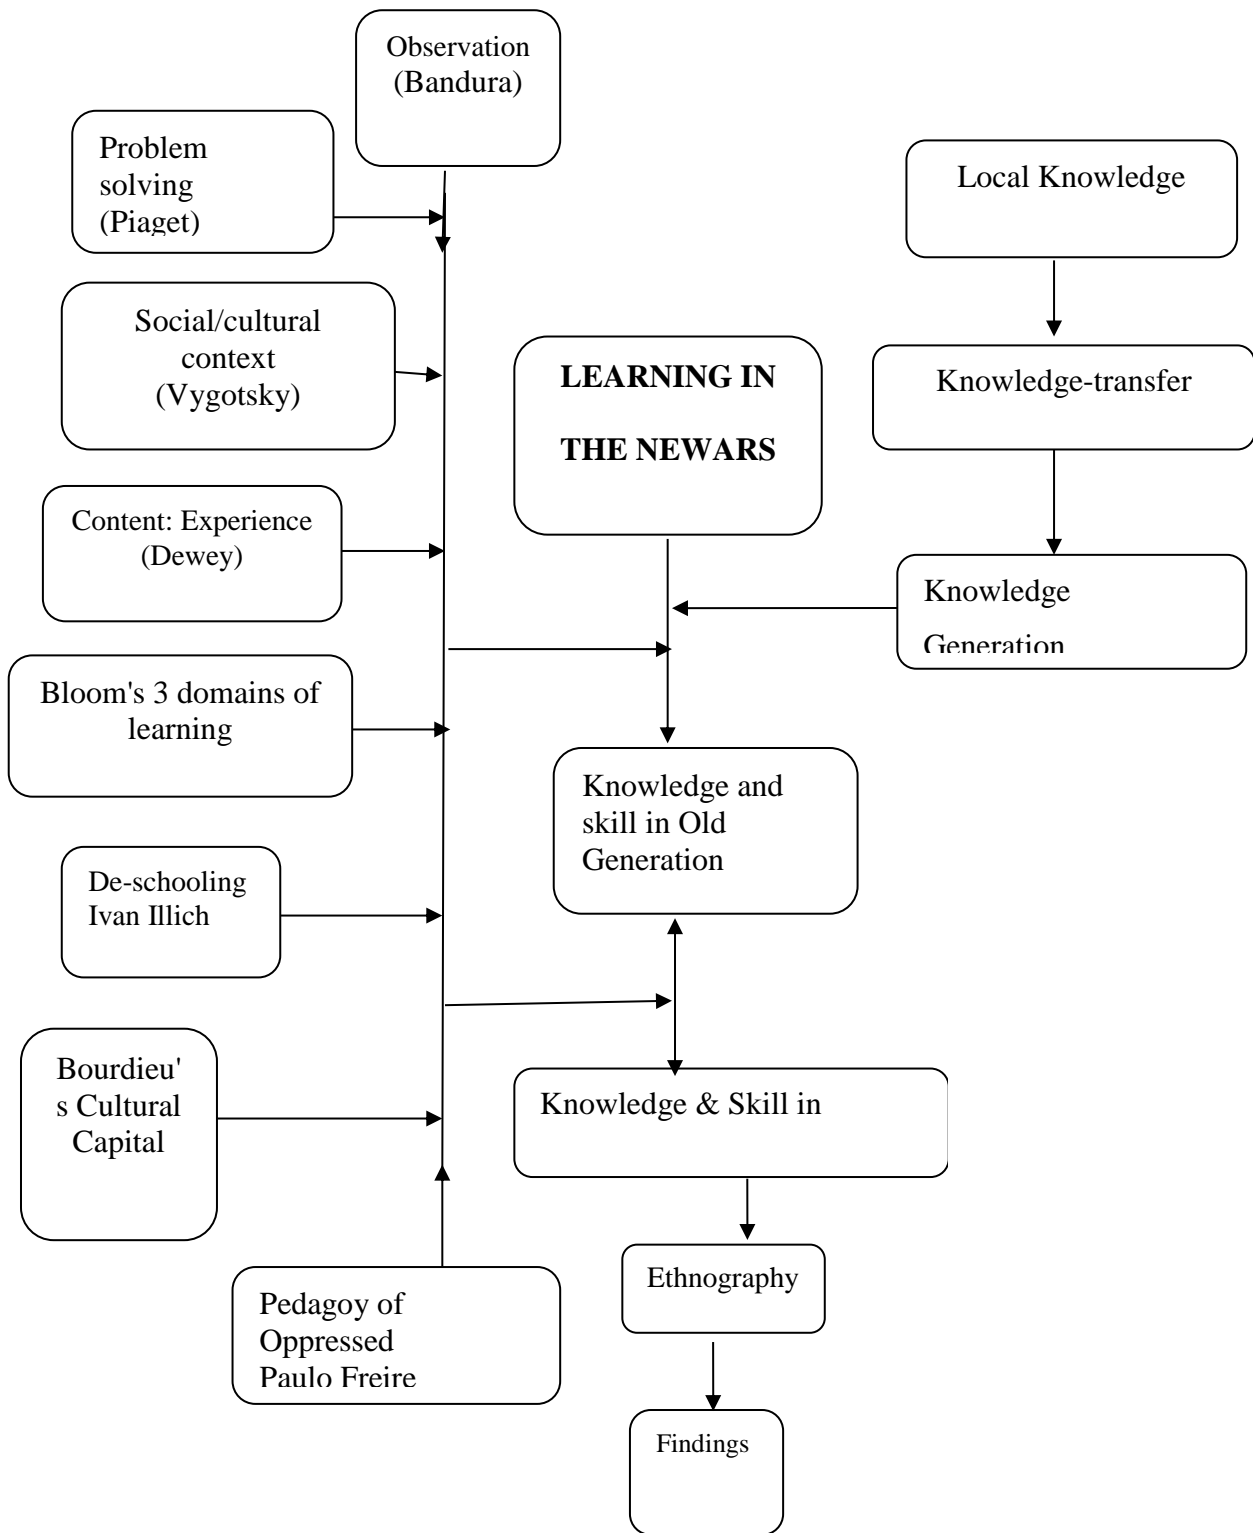 Observation
(Bandura)
Problem
solving
(Piaget)
Local Knowledge
Social/cultural
context
(Vygotsky)
LEARNING IN
THE NEWARS
Knowledge-transfer
Content: Experience
(Dewey)
Knowledge
Generation
Bloom's 3 domains of
learning
Knowledge and
skill in Old
Generation
De-schooling
Ivan Illich
Bourdieu'
s Cultural
Capital
Knowledge & Skill in
Ethnography
Pedagoy of
Oppressed
Paulo Freire
Findings